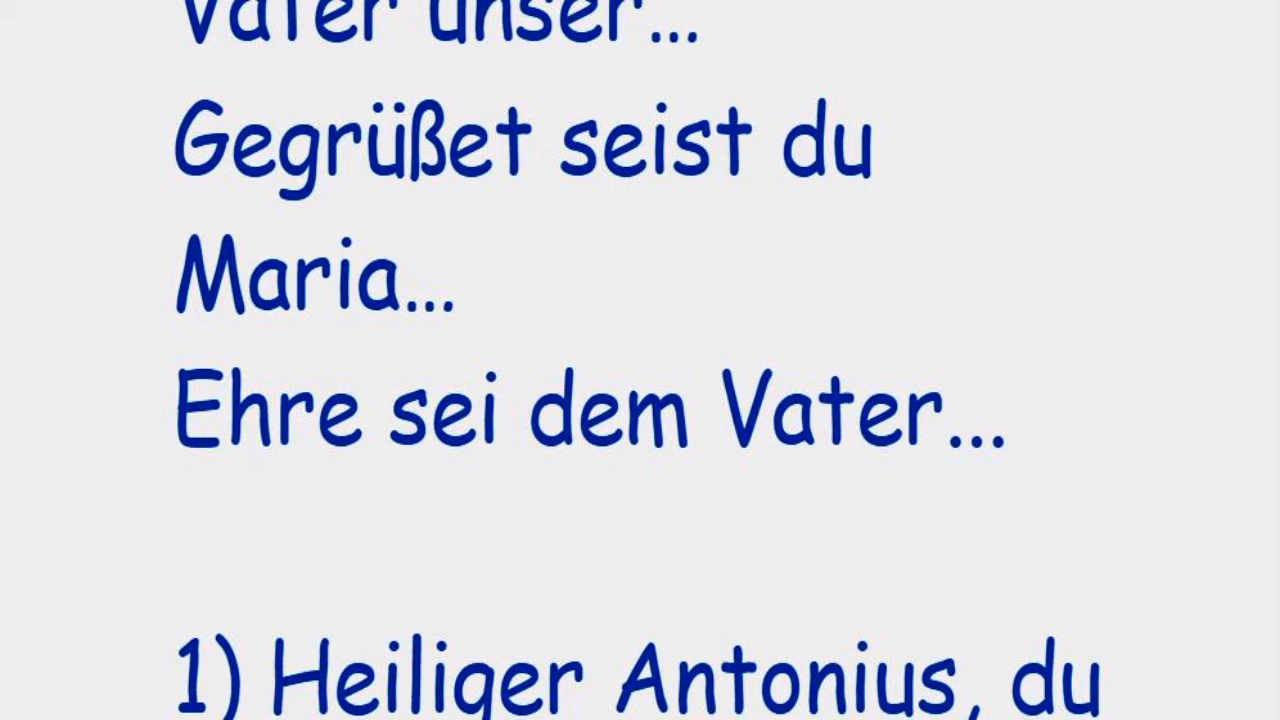 Vater unser...
Gegrüßet seist du
Maria...
Ehre sei dem Vater...
1) Heiliger Antonius, du